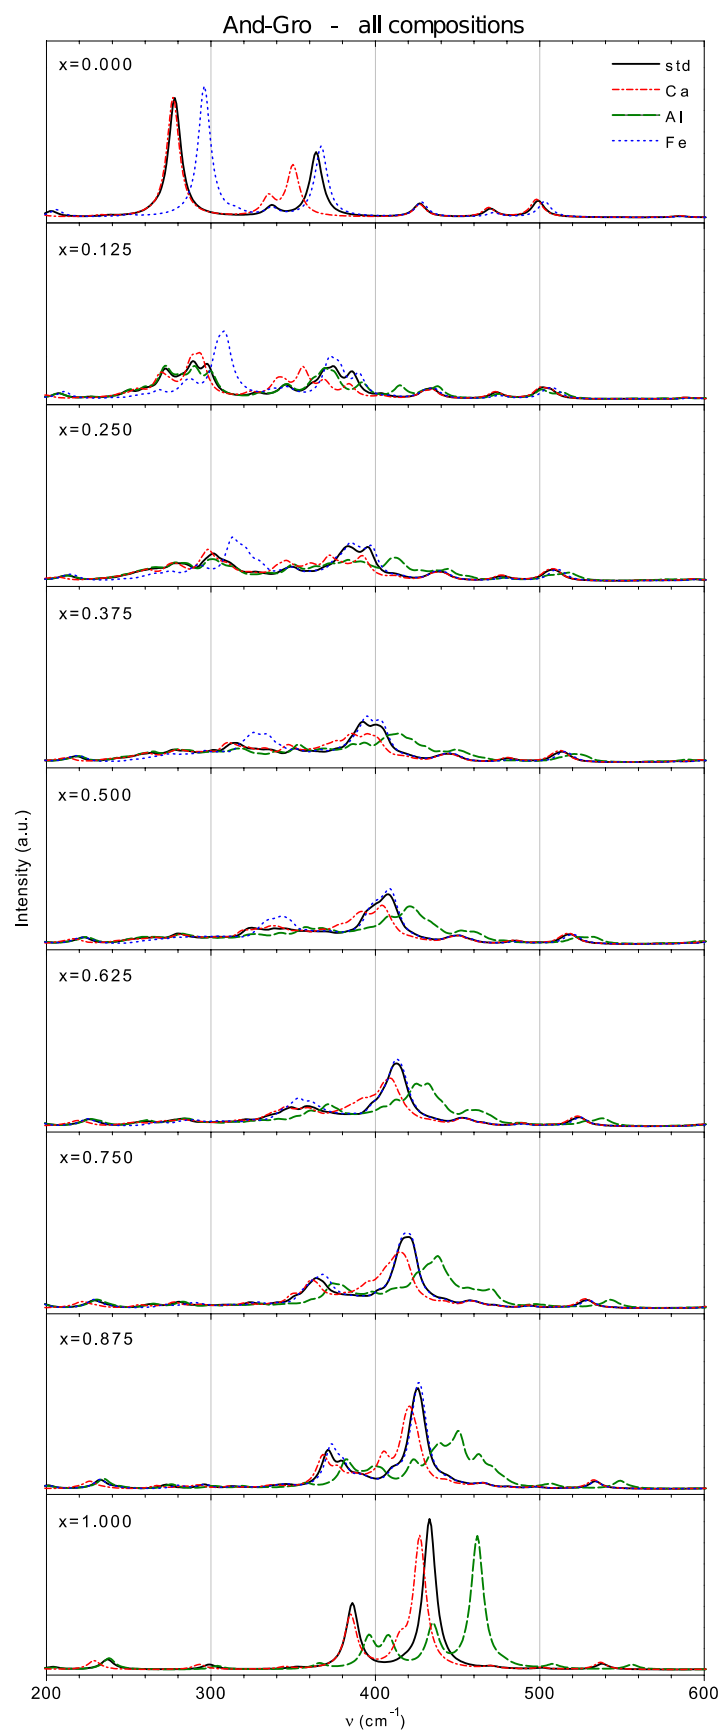 And-Gro - all compositions
x=0.000
std
Ca
Al
Fe
x=0.125
x=0.250
x=0.375
x=0.500
x=0.625
x=0.750
x=0.875
x=1.000
Intensity (a.u.)
200 300 400 500 600
ν (cm⁻¹)